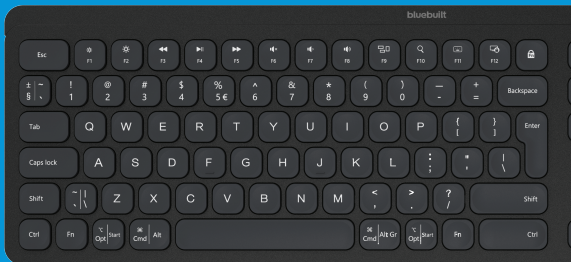 bluebuilt
Esc F1 F2 F3 F4 F5 F6 F7 F8 F9 F10 F11 F12
± ~ § ` ! 1 @ 2 # 3 $ 4 % 5 € ^ 6 & 7 * 8 ( 9 ) 0 — - + = Backspace
Tab Q W E R T Y U I O P { [ } ] Enter
Caps lock A S D F G H J K L : ; " ' | \
Shift ~ | ` \ Z X C V B N M < , > . ? / Shift
Ctrl Fn ⌥ Opt Start ⌘ Cmd Alt ⌘ Cmd Alt Gr ⌥ Opt Start Fn Ctrl